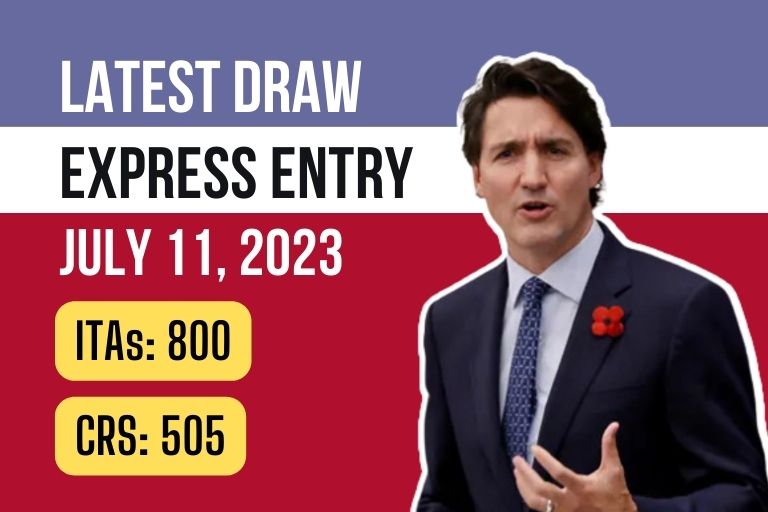 LATEST DRAW
EXPRESS ENTRY
JULY 11, 2023
ITAs: 800
CRS: 505